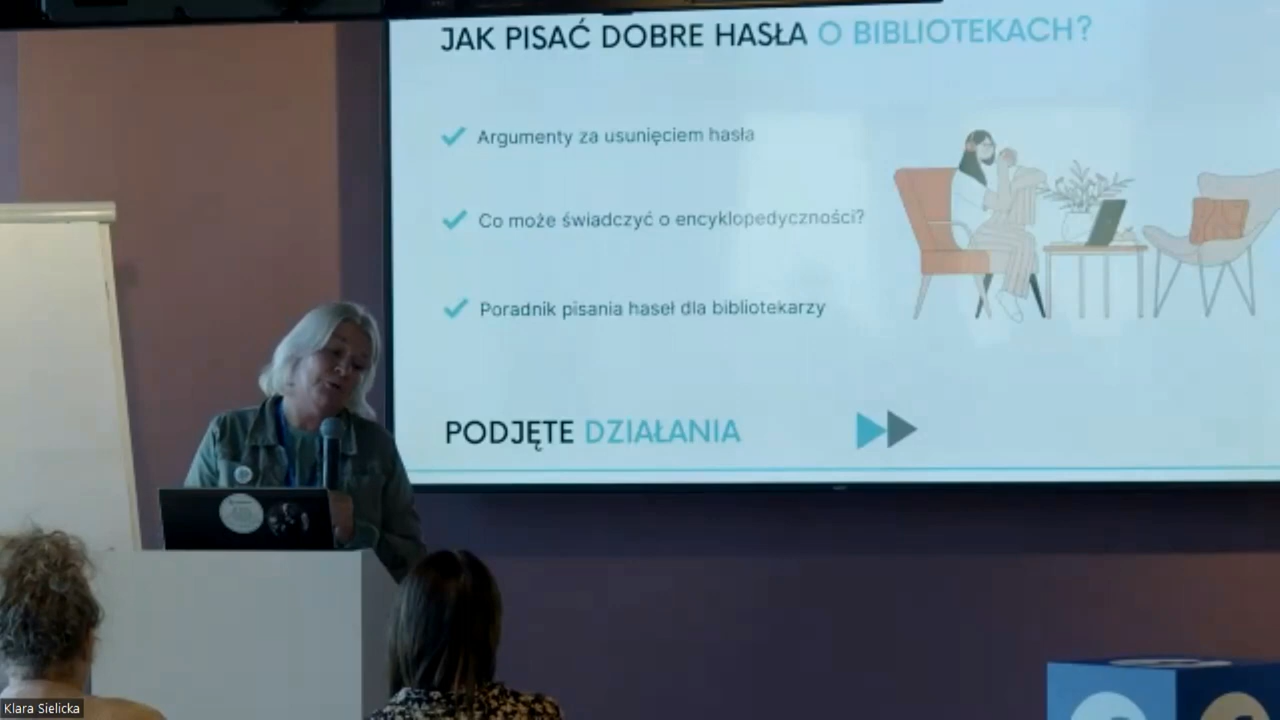 JAK PISAĆ DOBRE HASŁA O BIBLIOTEKACH?
Argumenty za usunięciem hasła
Co może świadczyć o encyklopedyczności?
Poradnik pisania haseł dla bibliotekarzy
PODJĘTE DZIAŁANIA
Klara Sielicka